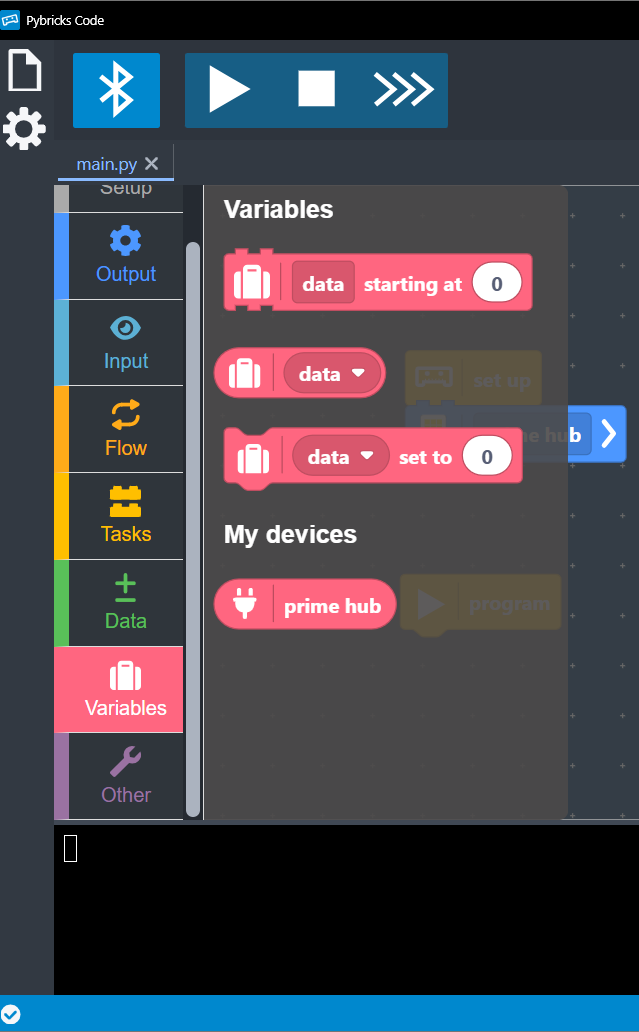 Pybricks Code
main.py
Setup
Variables
Output
data starting at 0
Input
data
set up
hub
Flow
data set to 0
Tasks
My devices
Data
prime hub
program
Variables
Other